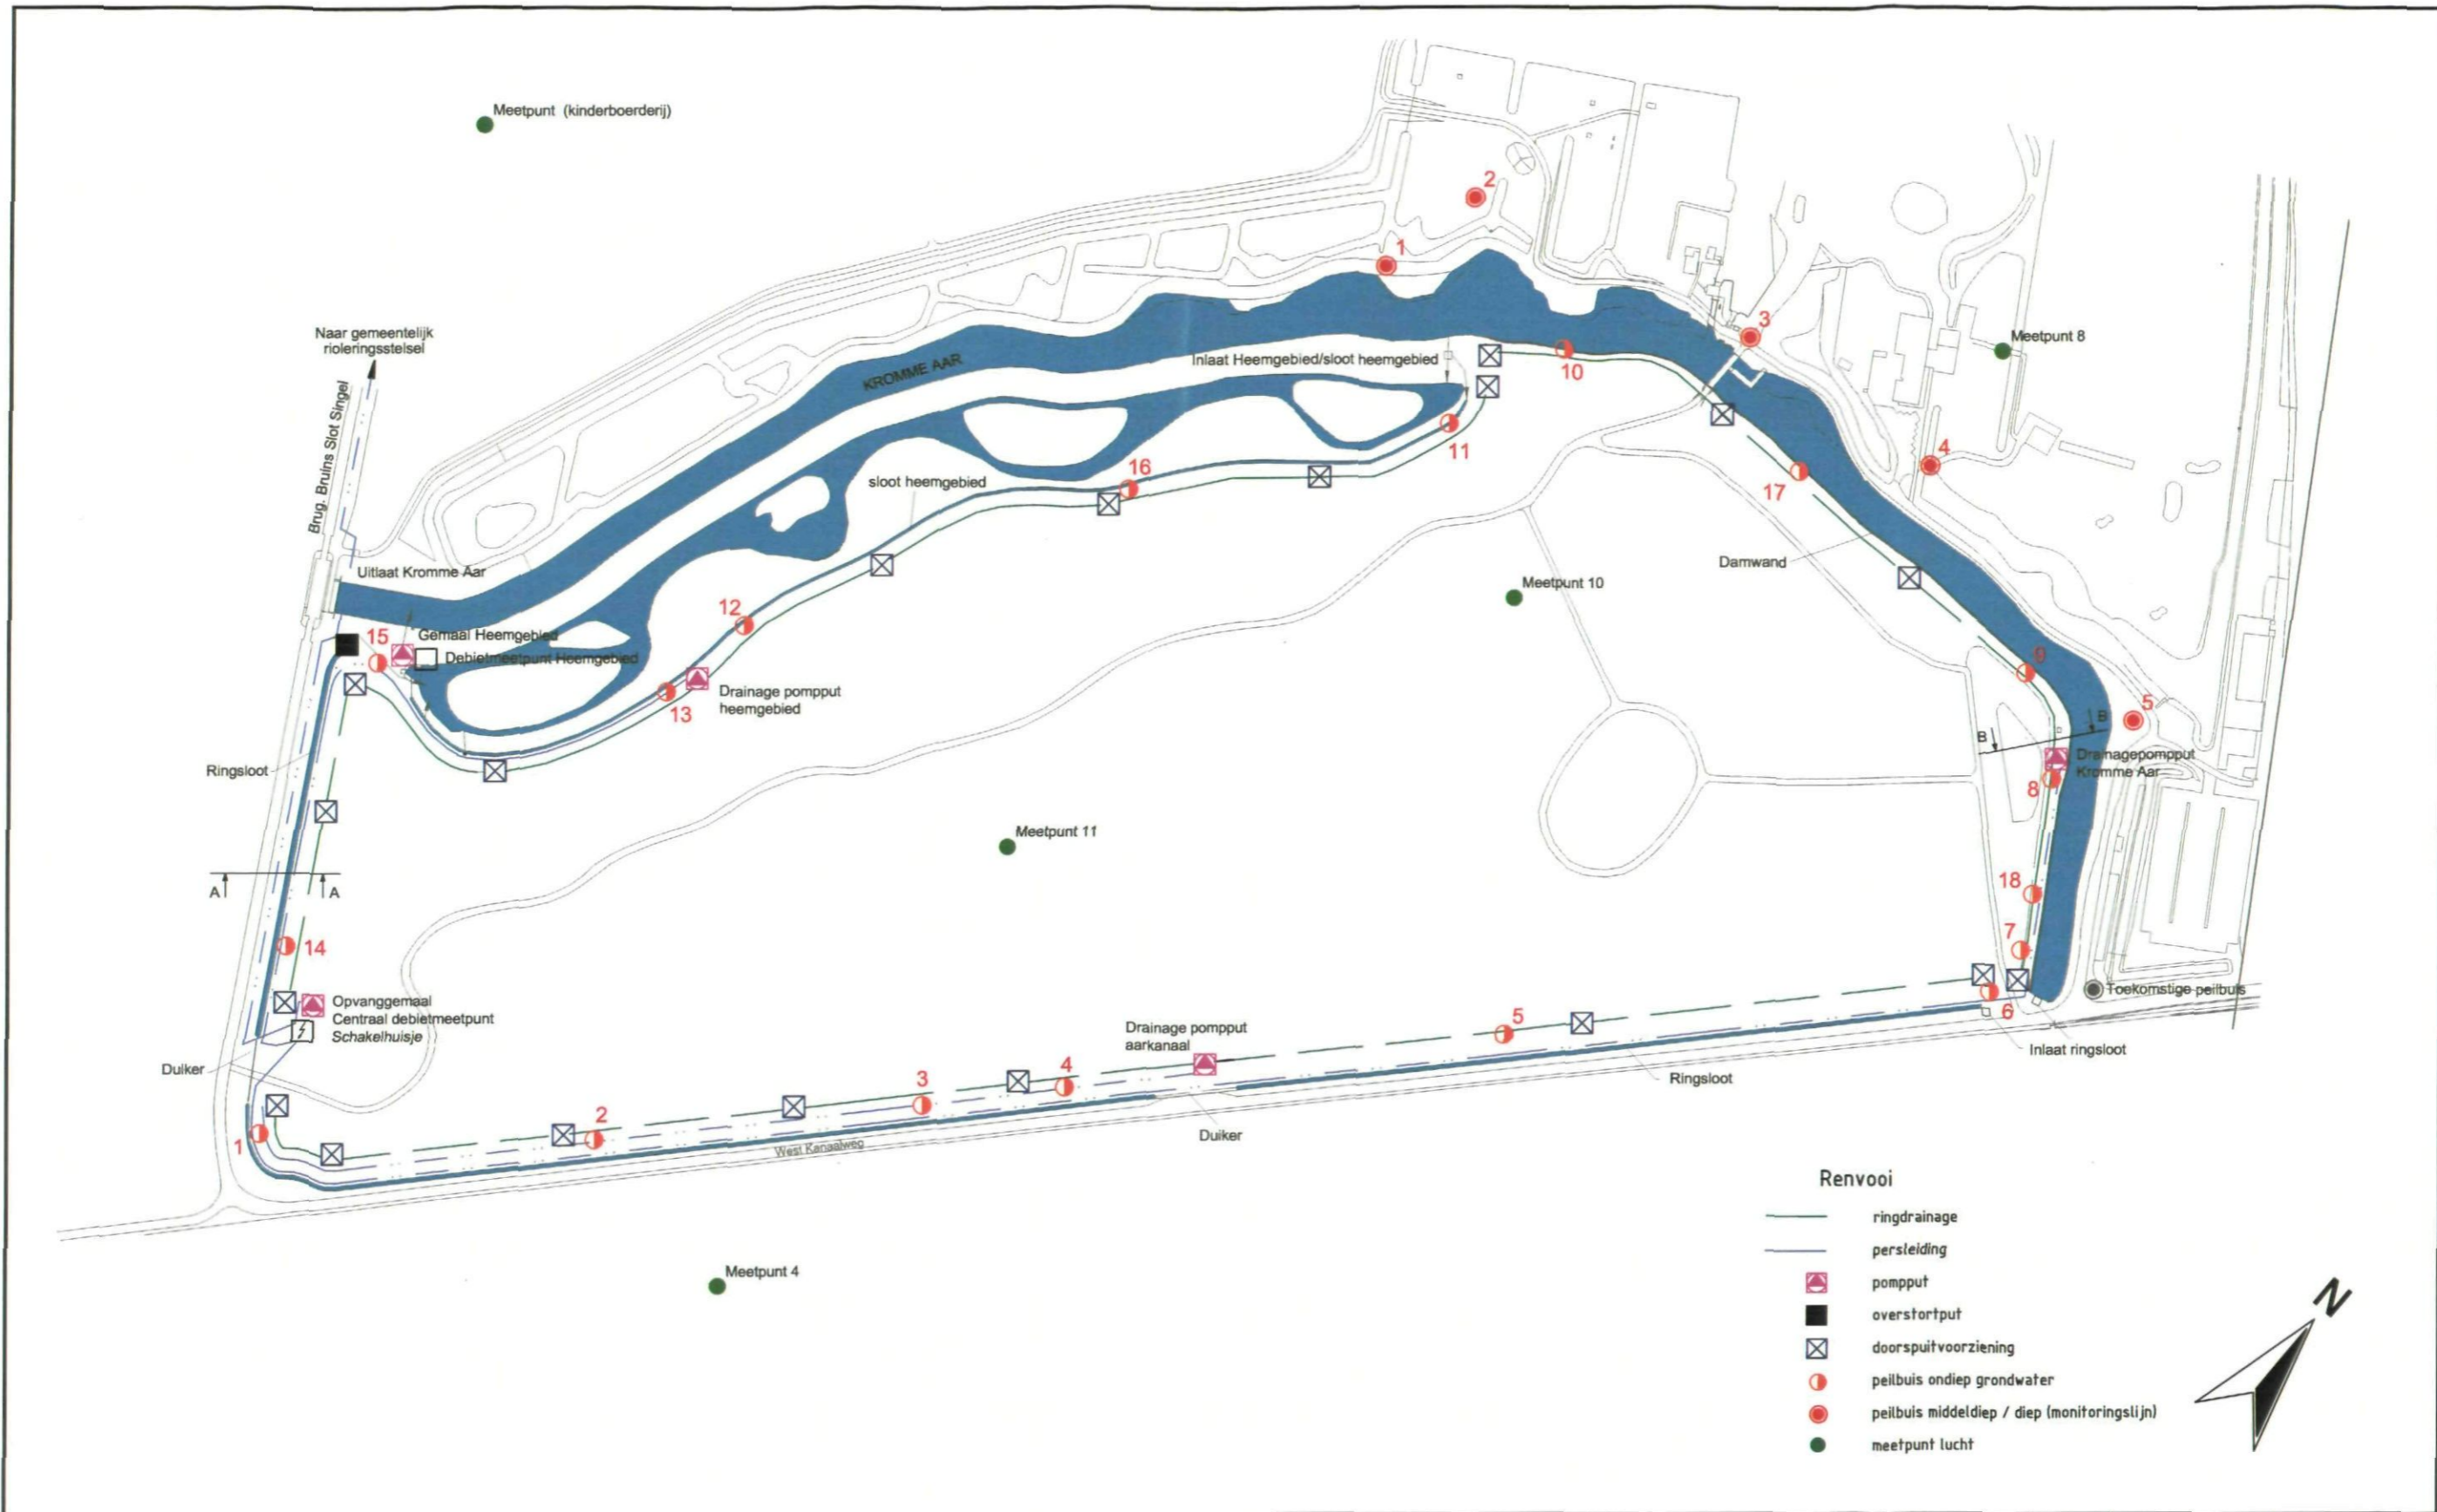 Meetpunt (kinderboerderij)
2
1
Naar gemeentelijk
rioleringsstelsel
3
Meetpunt 8
KROMME AAR
Inlaat Heemgebied/sloot heemgebied
10
Brug. Bruins Slot Singel
11
4
16
sloot heemgebied
17
Damwand
Uitlaat Kromme Aar
Meetpunt 10
12
15
Gemaal Heemgebied
Debietmeetpunt Heemgebied
9
Drainage pompput
heemgebied
13
5
B
B
Drainagepompput
Kromme Aar
8
Ringsloot
Meetpunt 11
A
A
18
14
7
Opvanggemaal
Centraal debietmeetpunt
Schakelhuisje
Toekomstige peilbuis
6
5
Drainage pompput
aarkanaal
Inlaat ringsloot
Duiker
4
3
Ringsloot
2
1
Duiker
West Kanaalweg
Renvooi
ringdrainage
persleiding
Meetpunt 4
pompput
overstortput
doorspuitvoorziening
peilbuis ondiep grondwater
peilbuis middeldiep / diep (monitoringslijn)
meetpunt lucht
N